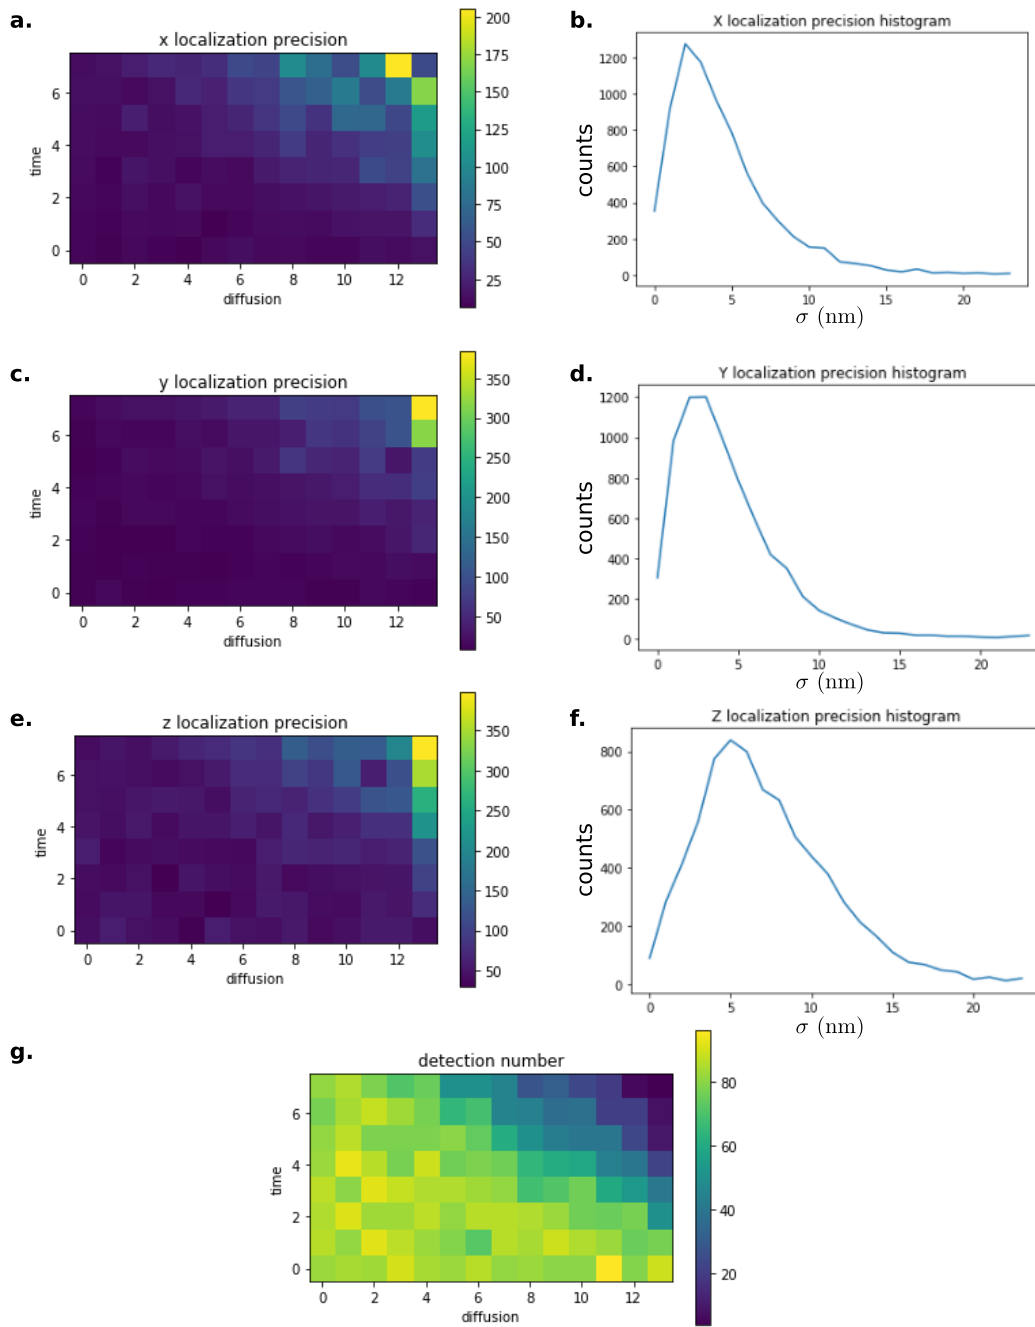 a.
x localization precision
6
4
2
0
time
0 2 4 6 8 10 12
diffusion
200
175
150
125
100
75
50
25
b.
X localization precision histogram
1200
1000
800
600
400
200
0
counts
0 5 10 15 20
σ (nm)
c.
y localization precision
6
4
2
0
time
0 2 4 6 8 10 12
diffusion
350
300
250
200
150
100
50
d.
Y localization precision histogram
1200
1000
800
600
400
200
0
counts
0 5 10 15 20
σ (nm)
e.
z localization precision
6
4
2
0
time
0 2 4 6 8 10 12
diffusion
350
300
250
200
150
100
50
f.
Z localization precision histogram
800
600
400
200
0
counts
0 5 10 15 20
σ (nm)
g.
detection number
6
4
2
0
time
0 2 4 6 8 10 12
diffusion
80
60
40
20